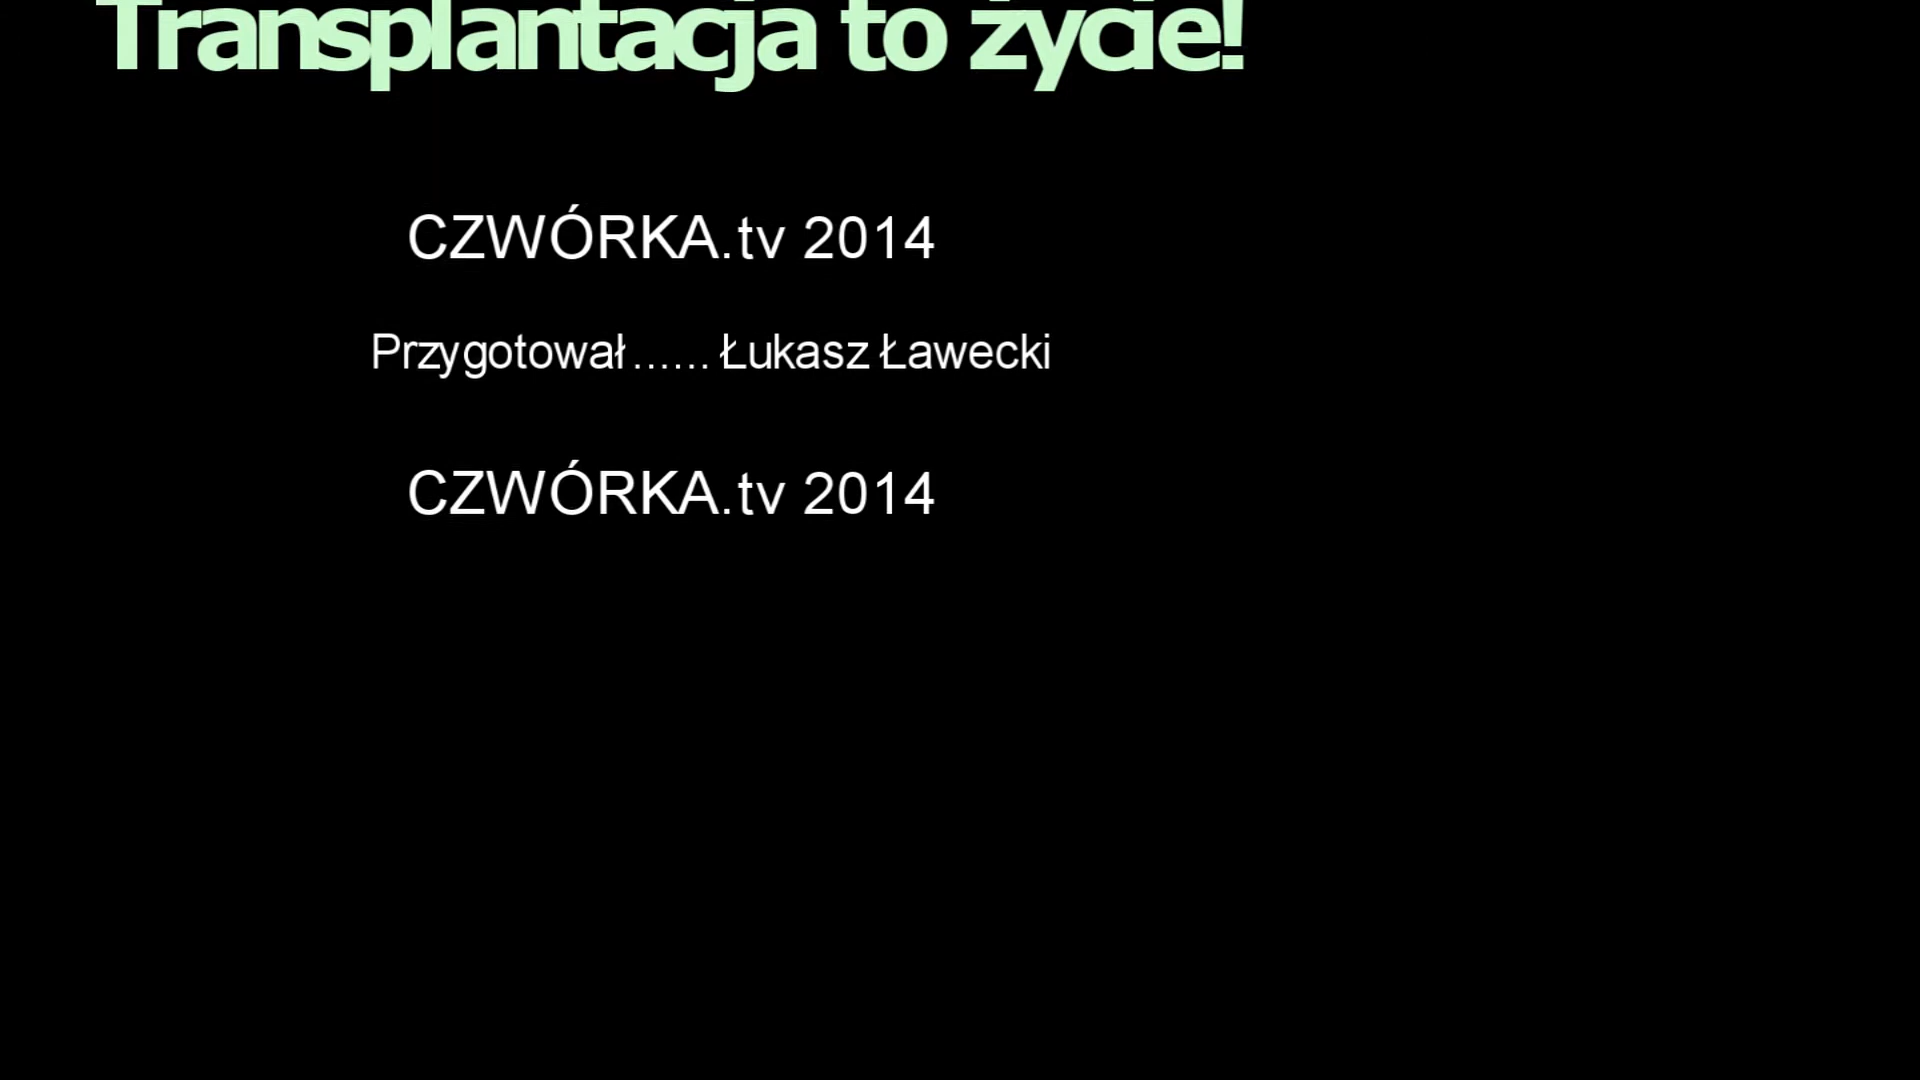 Transplantacja to życie!
CZWÓRKA.tv 2014
Przygotował...... Łukasz Ławecki
CZWÓRKA.tv 2014